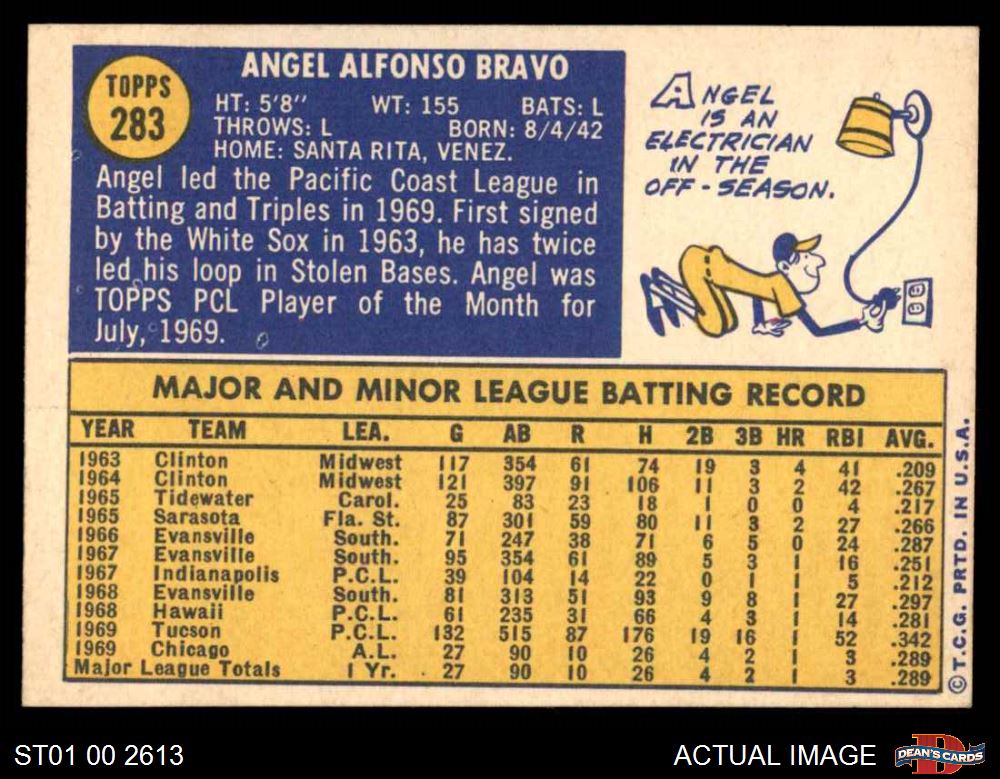 TOPPS
283
ANGEL ALFONSO BRAVO
HT: 5'8" WT: 155 BATS: L
THROWS: L BORN: 8/4/42
HOME: SANTA RITA, VENEZ.
Angel led the Pacific Coast League in
Batting and Triples in 1969. First signed
by the White Sox in 1963, he has twice
led his loop in Stolen Bases. Angel was
TOPPS PCL Player of the Month for
July, 1969.
ANGEL
IS AN
ELECTRICIAN
IN THE
OFF-SEASON.
MAJOR AND MINOR LEAGUE BATTING RECORD
YEAR TEAM LEA. G AB R H 2B 3B HR RBI AVG.
1963 Clinton Midwest 117 354 61 74 19 3 4 41 .209
1964 Clinton Midwest 121 397 91 106 11 3 2 42 .267
1965 Tidewater Carol. 25 83 23 18 1 0 0 4 .217
1965 Sarasota Fla. St. 87 301 59 80 11 3 2 27 .266
1966 Evansville South. 71 247 38 71 6 5 0 24 .287
1967 Evansville South. 95 354 61 89 5 3 1 16 .251
1967 Indianapolis P.C.L. 39 104 14 22 0 1 1 5 .212
1968 Evansville South. 81 313 51 93 9 8 1 27 .297
1968 Hawaii P.C.L. 61 235 31 66 4 3 1 14 .281
1969 Tucson P.C.L. 132 515 87 176 19 16 1 52 .342
1969 Chicago A.L. 27 90 10 26 4 2 1 3 .289
Major League Totals 1 Yr. 27 90 10 26 4 2 1 3 .289
©T.C.G. PRTD. IN U.S.A.
ST01 00 2613
ACTUAL IMAGE
DEAN'S CARDS